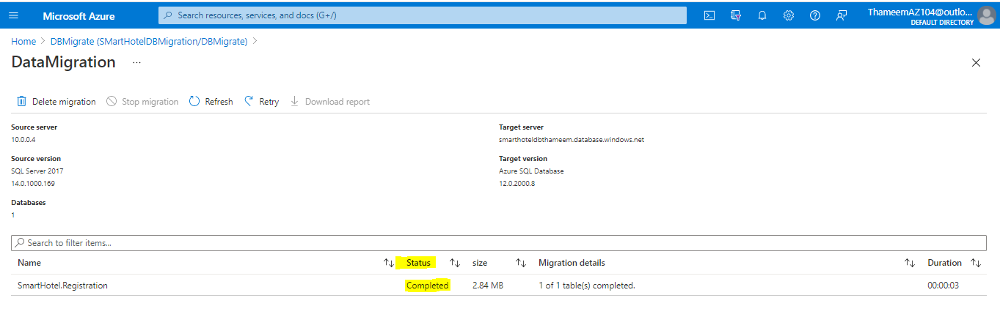 Microsoft Azure
Search resources, services, and docs (G+/)
ThameemAZ104@outlo...
DEFAULT DIRECTORY
Home > DBMigrate (SMartHotelDBMigration/DBMigrate) >
DataMigration ...
Delete migration Stop migration Refresh Retry Download report
Source server
10.0.0.4
Target server
smarthoteldbthameem.database.windows.net
Source version
SQL Server 2017
14.0.1000.169
Target version
Azure SQL Database
12.0.2000.8
Databases
1
Search to filter items...
Name Status size Migration details Duration
SmartHotel.Registration Completed 2.84 MB 1 of 1 table(s) completed. 00:00:03